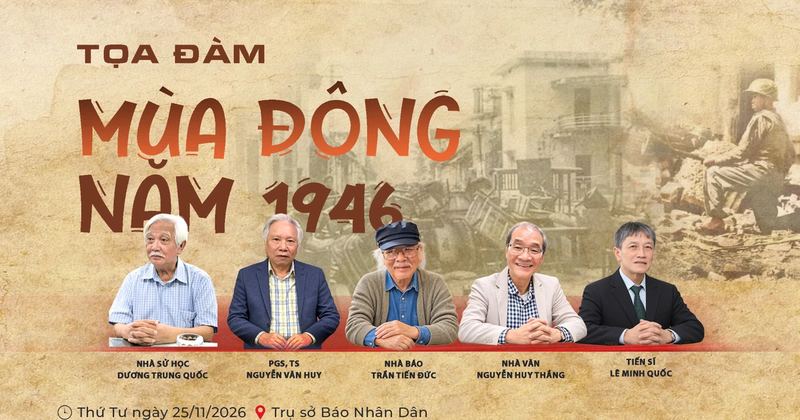 TỌA ĐÀM
MÙA ĐÔNG
NĂM 1946
NHÀ SỬ HỌC
DƯƠNG TRUNG QUỐC
PGS, TS
NGUYỄN VĂN HUY
NHÀ BÁO
TRẦN TIẾN ĐỨC
NHÀ VĂN
NGUYỄN HUY THẮNG
TIẾN SĨ
LÊ MINH QUỐC
Thứ Tư ngày 25/11/2026 Trụ sở Báo Nhân Dân